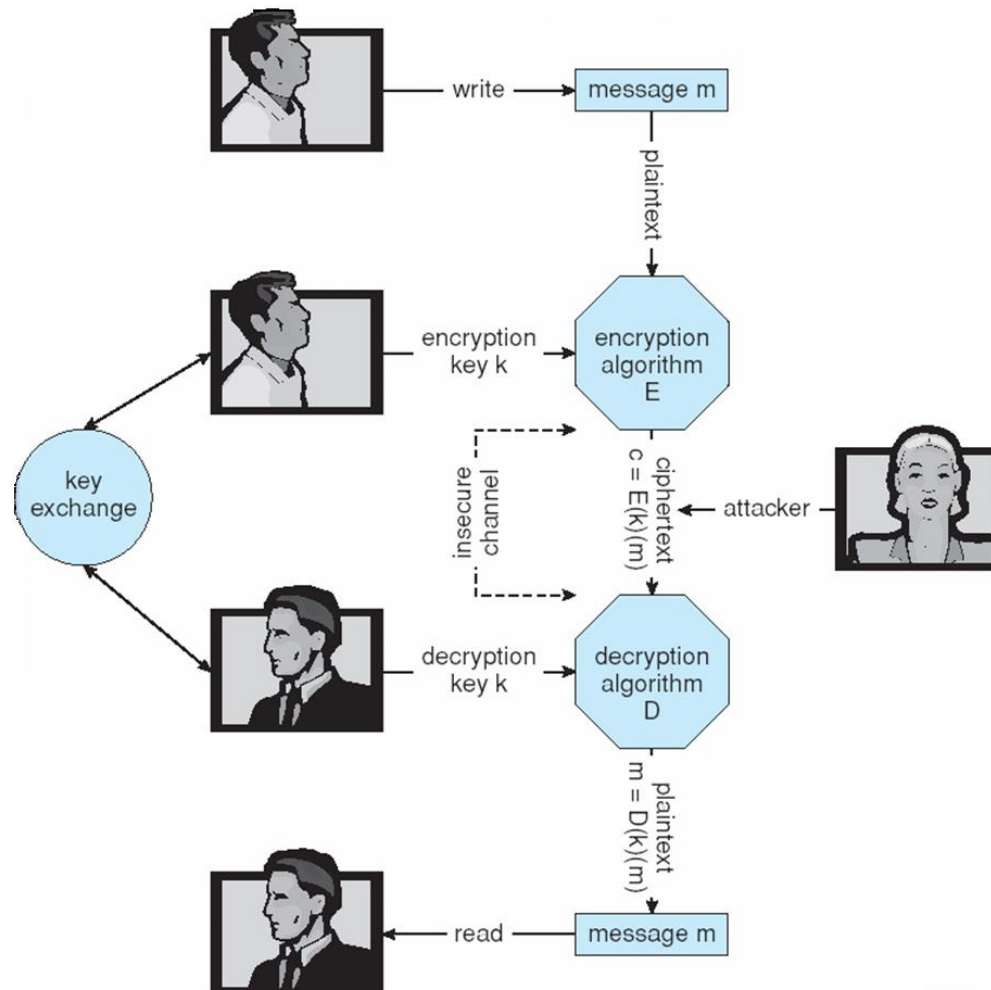 write
message m
plaintext
encryption
key k
encryption
algorithm
E
key
exchange
insecure
channel
ciphertext
c = E(k)(m)
attacker
decryption
key k
decryption
algorithm
D
plaintext
m = D(k)(m)
read
message m